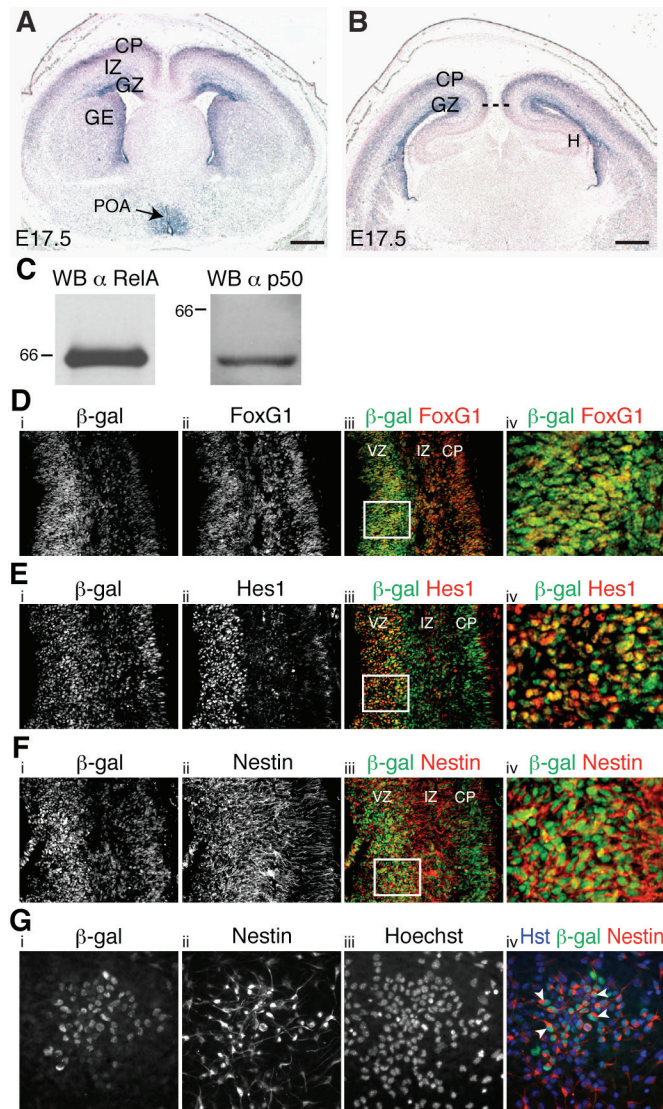 A
CP
IZ
GZ
GE
POA
E17.5
B
CP
GZ
H
E17.5
C
WB α RelA
66
WB α p50
66
D
i β-gal
ii FoxG1
iii β-gal FoxG1
iv β-gal FoxG1
VZ IZ CP
E
i β-gal
ii Hes1
iii β-gal Hes1
iv β-gal Hes1
VZ IZ CP
F
i β-gal
ii Nestin
iii β-gal Nestin
iv β-gal Nestin
VZ IZ CP
G
i β-gal
ii Nestin
iii Hoechst
iv Hst β-gal Nestin